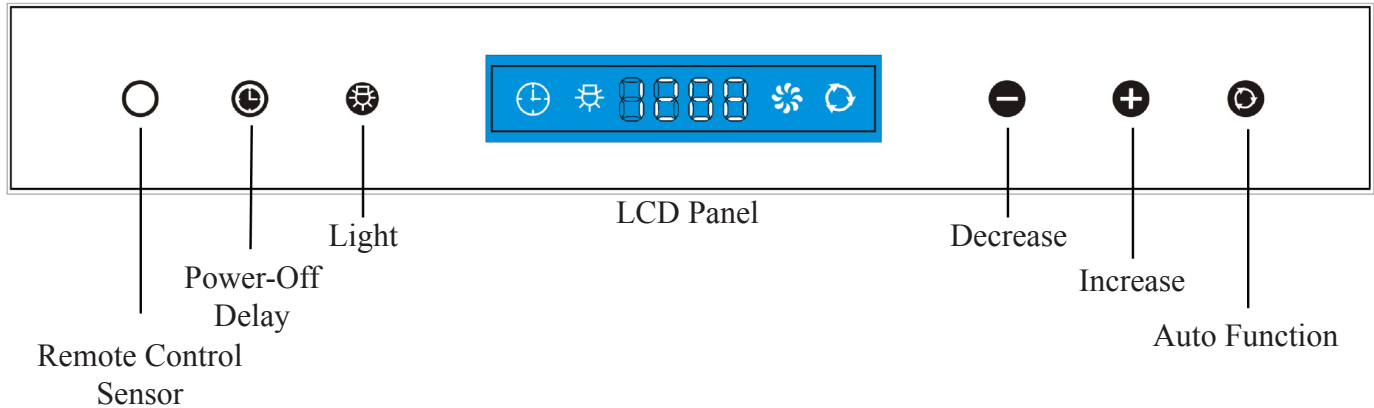 LCD Panel
Light
Decrease
Power-Off
Delay
Increase
Remote Control
Sensor
Auto Function